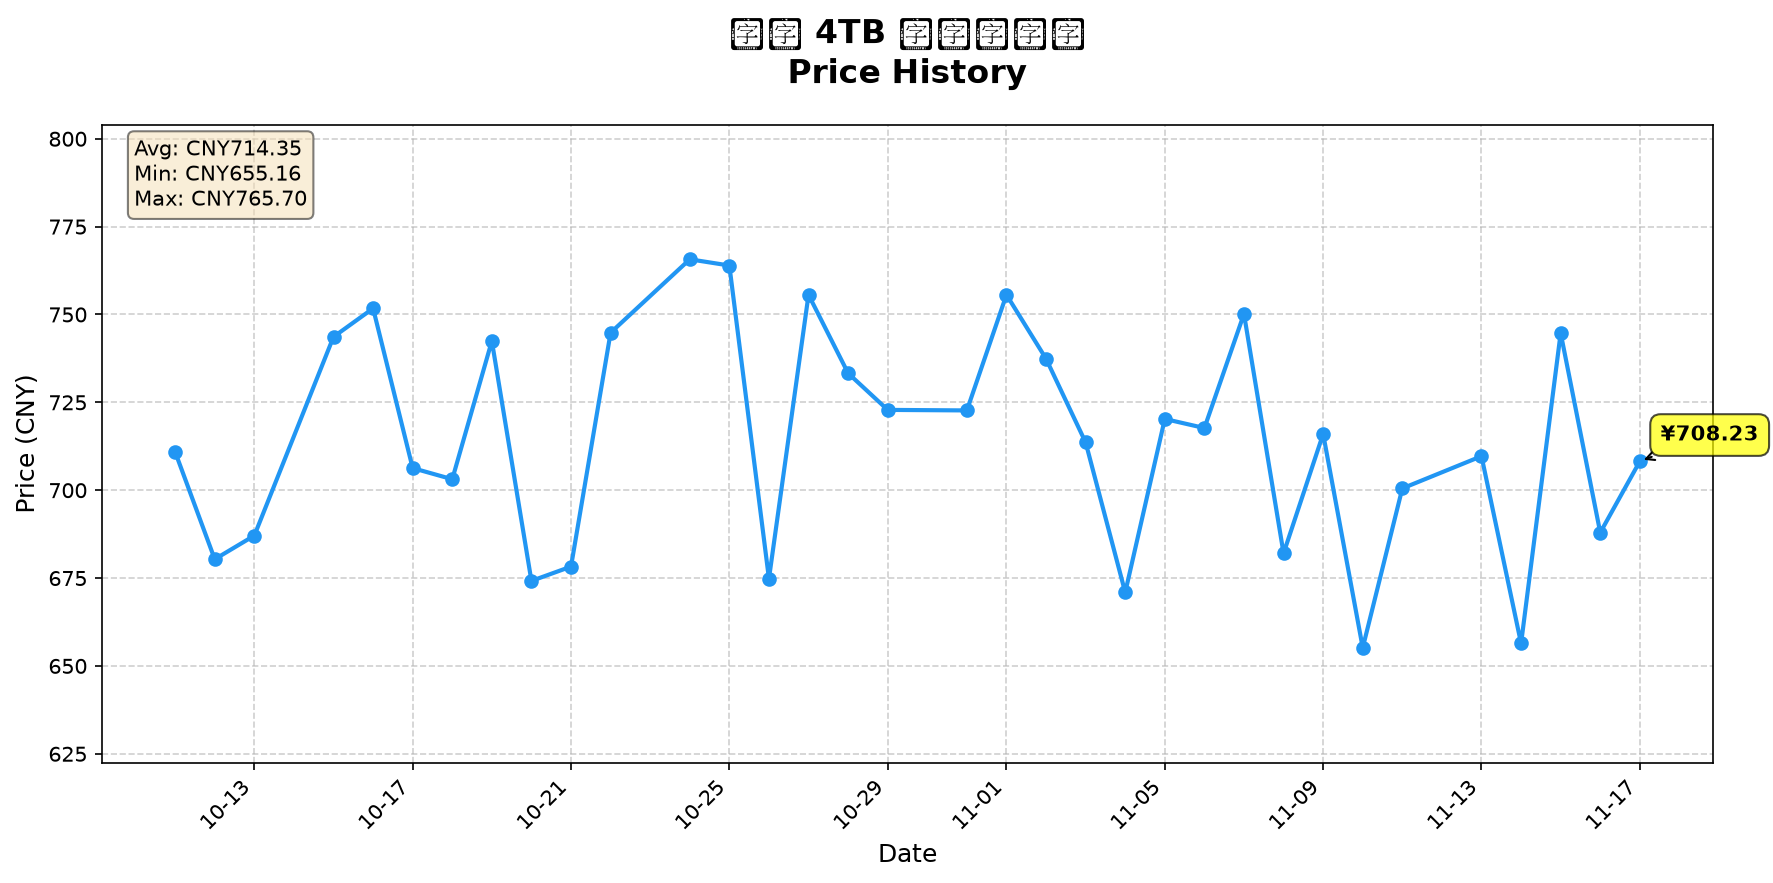 4TB
Price History
Avg: CNY714.35
Min: CNY655.16
Max: CNY765.70
800
775
750
725
700
675
650
625
Price (CNY)
¥708.23
10-13
10-17
10-21
10-25
10-29
11-01
11-05
11-09
11-13
11-17
Date